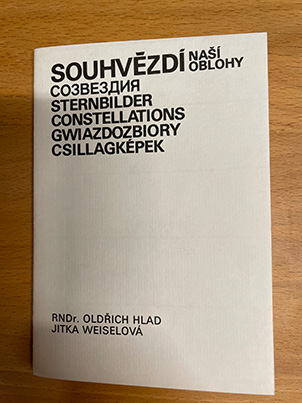 SOUHVĚZDÍ NAŠÍ OBLOHY
СОЗВЕЗДИЯ
STERNBILDER
CONSTELLATIONS
GWIAZDOZBIORY
CSILLAGKÉPEK
RNDr. OLDŘICH HLAD
JITKA WEISELOVÁ